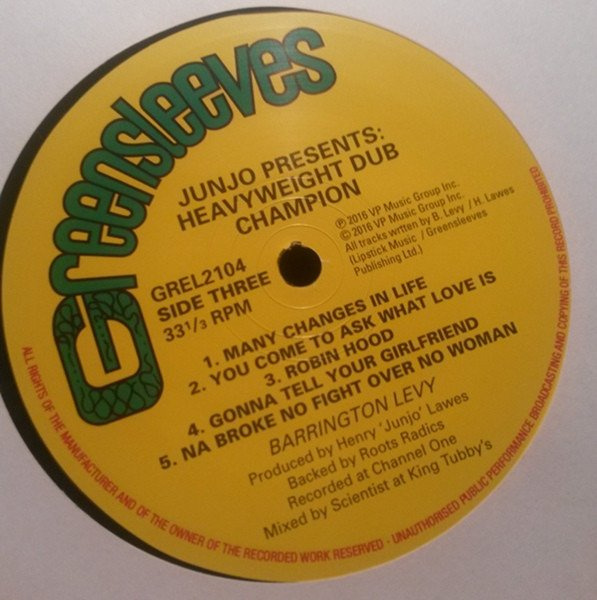 Greensleeves
JUNJO PRESENTS:
HEAVYWEIGHT DUB
CHAMPION
GREL2104
SIDE THREE
33 1/3 RPM
℗2016 VP Music Group Inc.
©2016 VP Music Group Inc.
All tracks wrtten by B. Levy / H. Lawes
(Lipstick Music / Greensleeves
Publishing Ltd.)
1. MANY CHANGES IN LIFE
2. YOU COME TO ASK WHAT LOVE IS
3. ROBIN HOOD
4. GONNA TELL YOUR GIRLFRIEND
5. NA BROKE NO FIGHT OVER NO WOMAN
BARRINGTON LEVY
Produced by Henry 'Junjo' Lawes
Backed by Roots Radics
Recorded at Channel One
Mixed by Scientist at King Tubby's
ALL RIGHTS OF THE MANUFACTURER AND OF THE OWNER OF THE RECORDED WORK RESERVED - UNAUTHORISED PUBLIC PERFORMANCE BROADCASTING AND COPYING OF THIS RECORD PROHIBITED